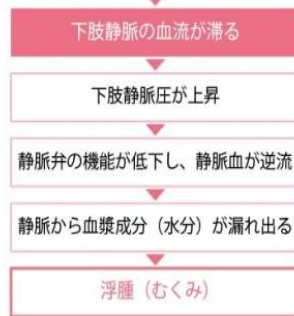 下肢静脈の血流が滞る
下肢静脈圧が上昇
静脈弁の機能が低下し、静脈血が逆流
静脈から血漿成分（水分）が漏れ出る
浮腫（むくみ）